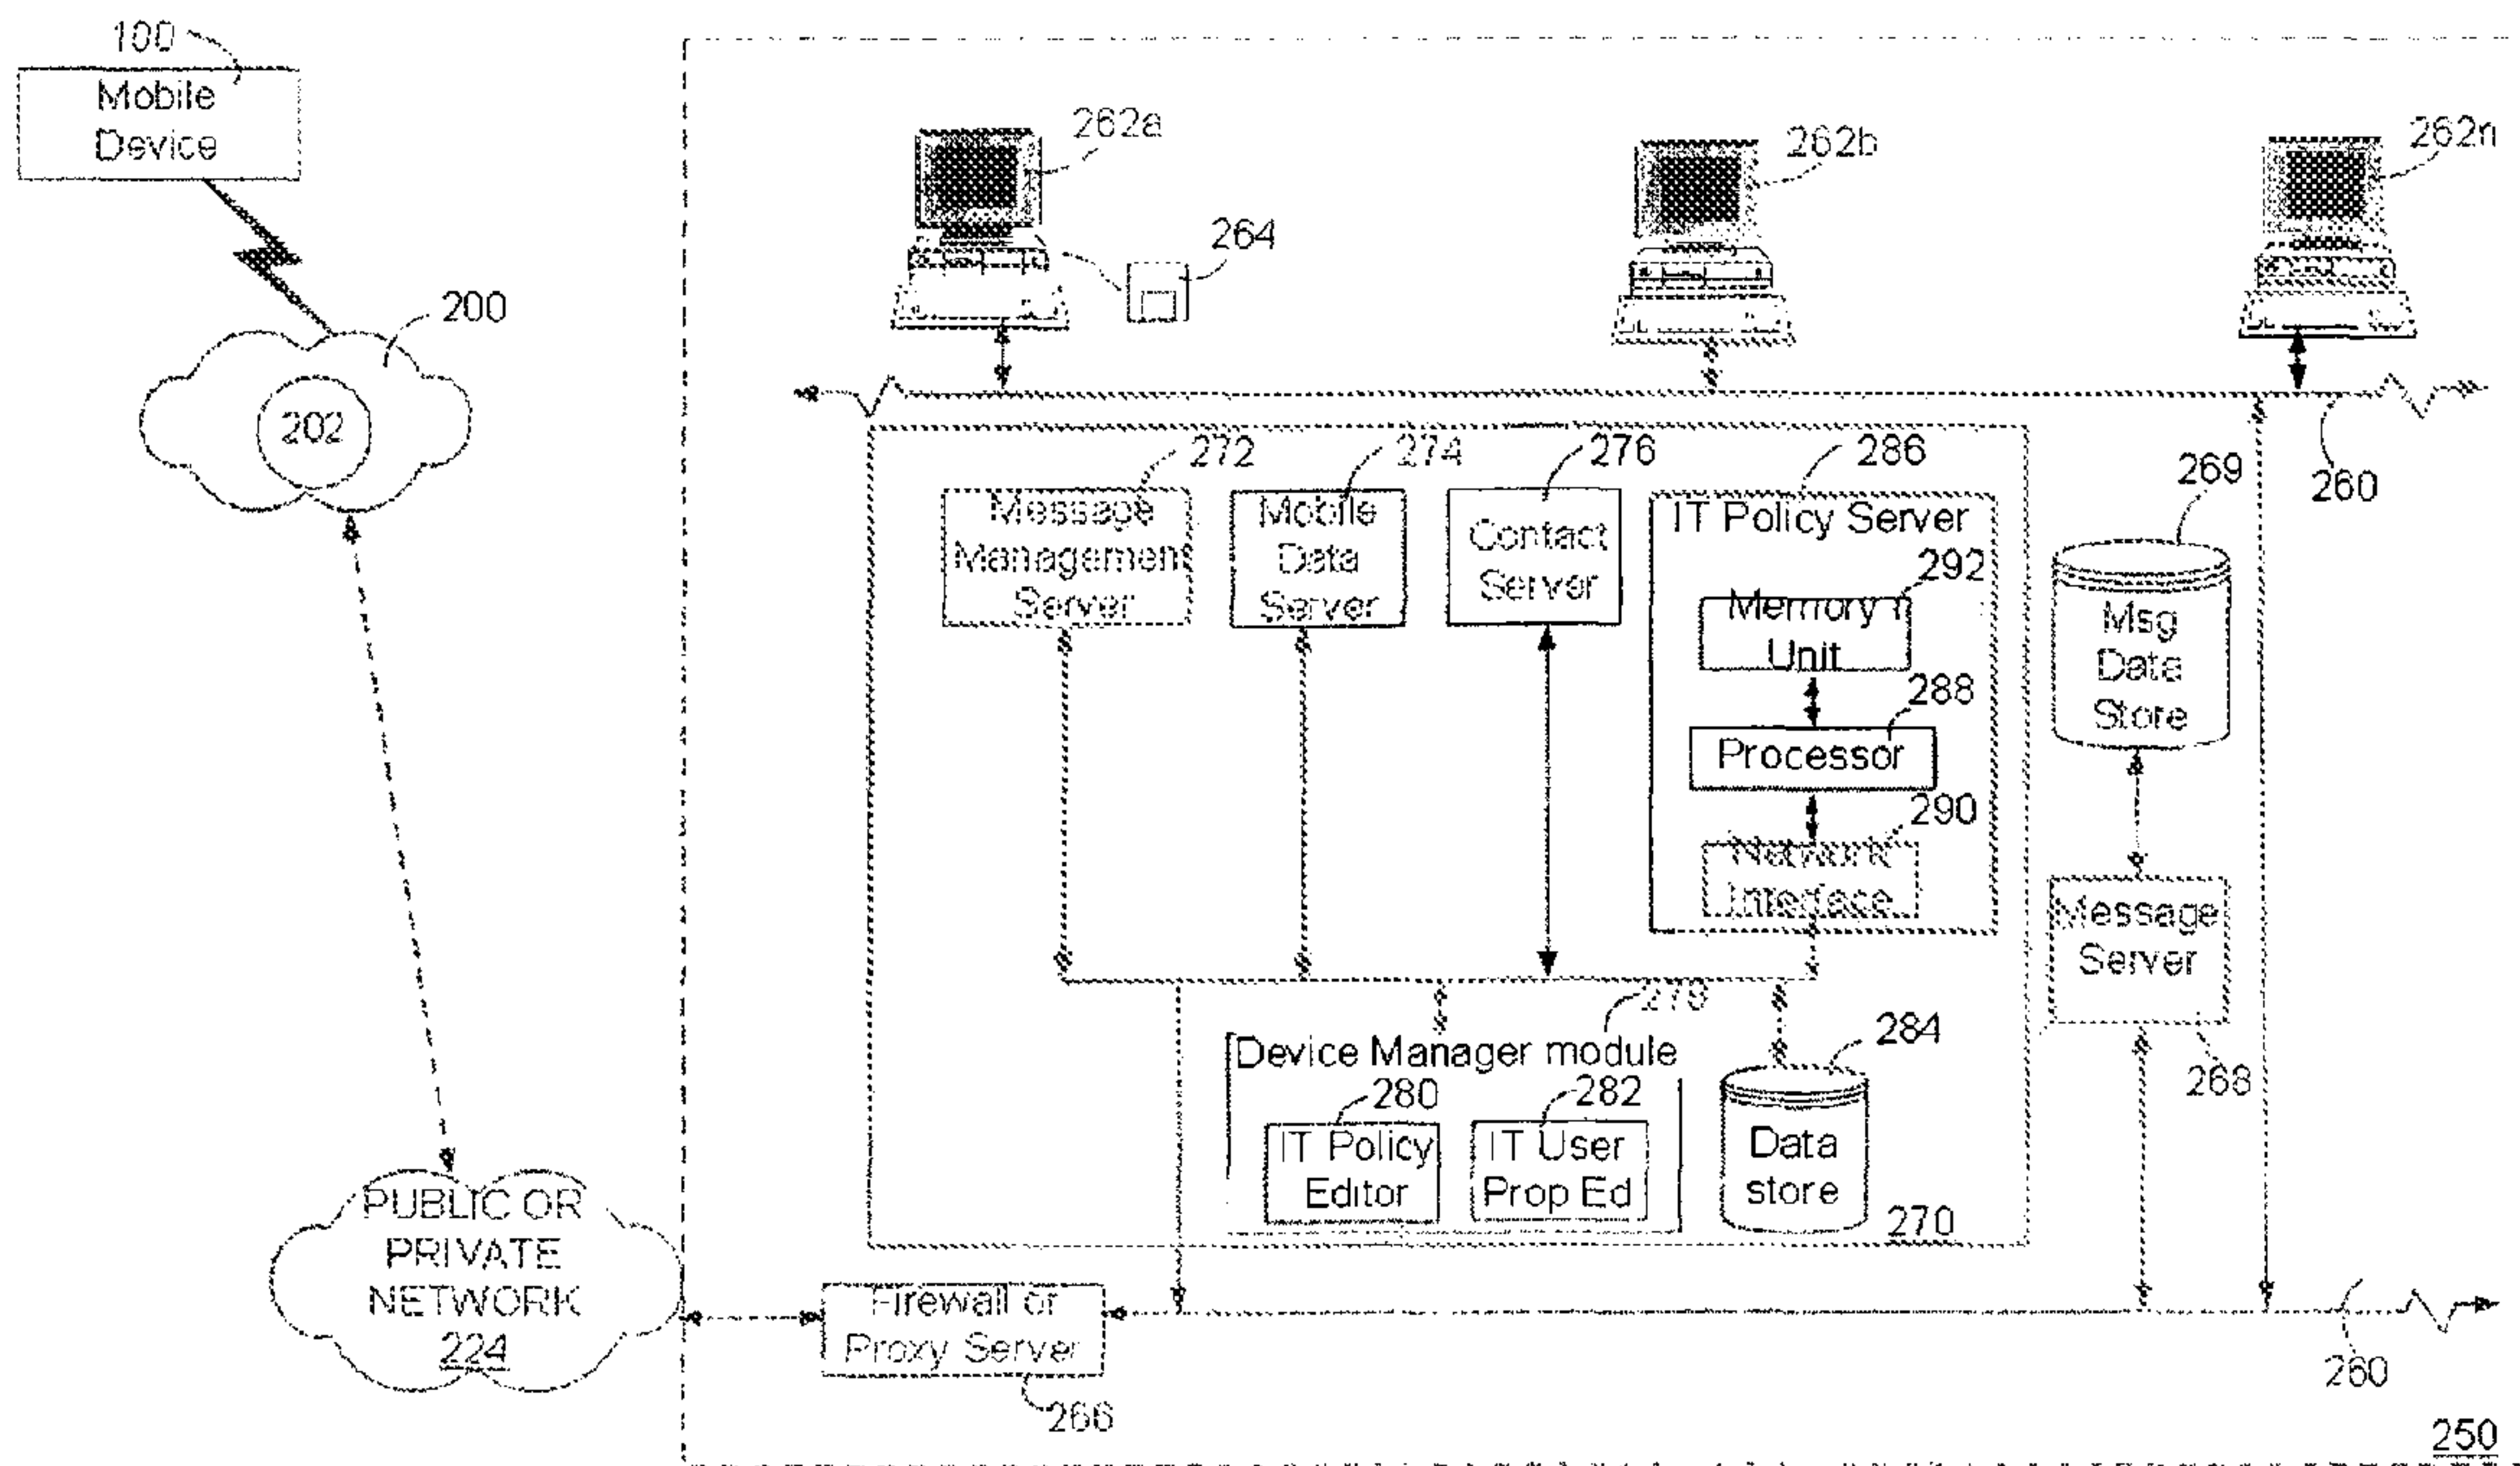 100
Mobile
Device
262a
262b
262n
264
200
202
260
272
274
276
286
269
Message
Management
Server
Mobile
Data
Server
Contact
Server
IT Policy Server
292
Memory
Unit
288
Processor
290
Network
Interface
Msg
Data
Store
Message
Server
268
278
Device Manager module
280
282
284
IT Policy
Editor
IT User
Prop Ed
Data
store
270
PUBLIC OR
PRIVATE
NETWORK
224
Firewall or
Proxy Server
266
260
250